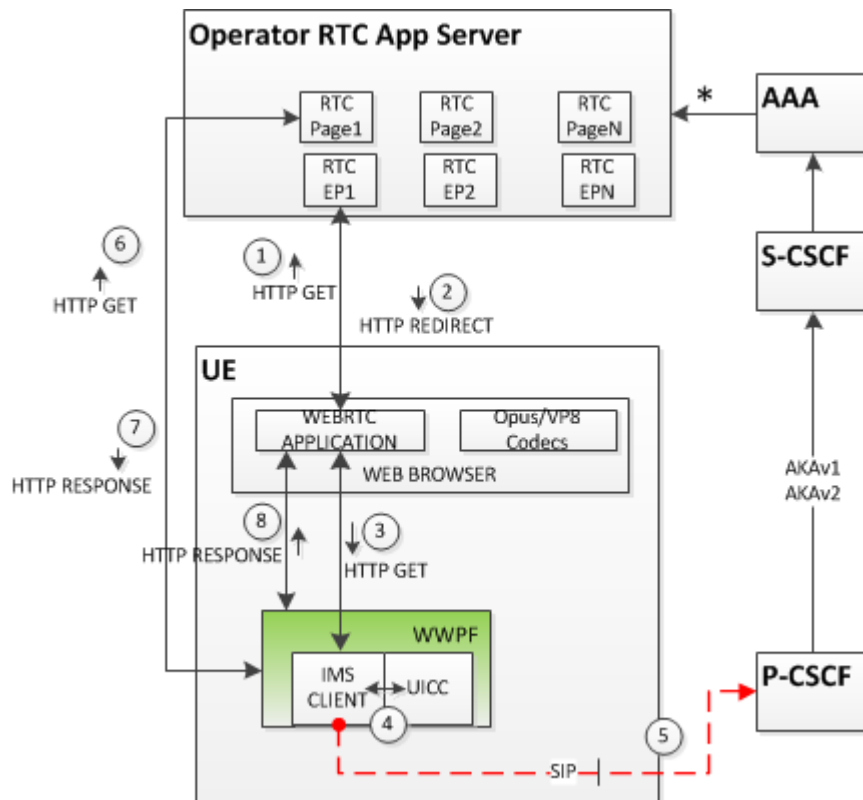 Operator RTC App Server
RTC
Page1
RTC
Page2
RTC
PageN
RTC
EP1
RTC
EP2
RTC
EPN
*
AAA
S-CSCF
6
HTTP GET
1
HTTP GET
2
HTTP REDIRECT
UE
WEBRTC
APPLICATION
Opus/VP8
Codecs
WEB BROWSER
7
HTTP RESPONSE
8
HTTP RESPONSE
3
HTTP GET
AKAv1
AKAv2
WWPF
IMS
CLIENT
UICC
4
5
SIP
P-CSCF